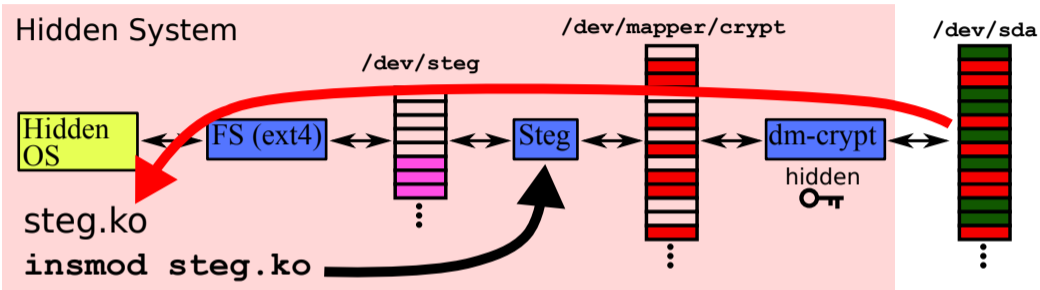 Hidden System
/dev/mapper/crypt
/dev/sda
/dev/steg
Hidden
OS
FS (ext4)
Steg
dm-crypt
hidden
steg.ko
insmod steg.ko